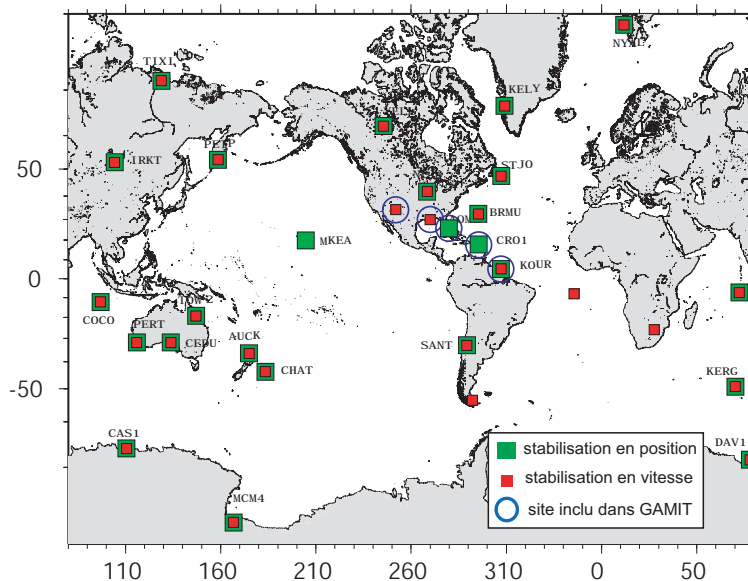 TIXI
KELY
PETP
IRKT
STJO
BRMU
MKEA
CRO1
KOUR
COCO
TOW2
PERT
CEDU
AUCK
CHAT
SANT
KERG
CAS1
DAV1
MCM4
50
0
-50
stabilisation en position
stabilisation en vitesse
site inclu dans GAMIT
110 160 210 260 310 0 50